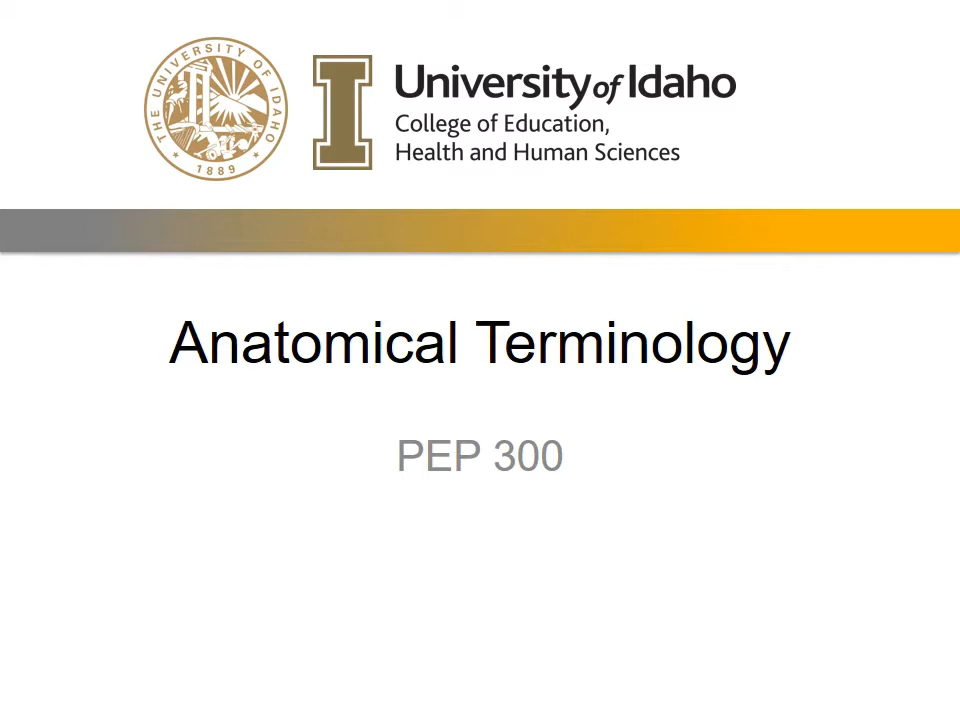 THE UNIVERSITY OF IDAHO
1889
I
University of Idaho
College of Education,
Health and Human Sciences
Anatomical Terminology
PEP 300